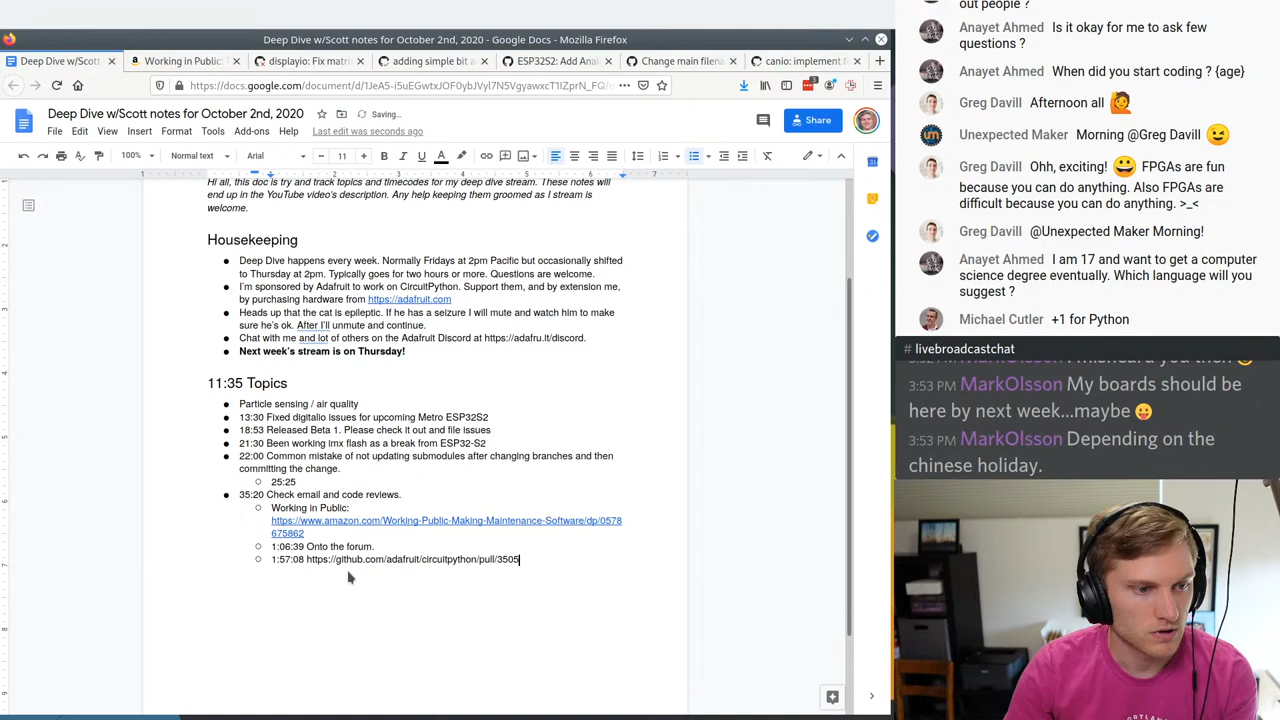 Deep Dive w/Scott notes for October 2nd, 2020 - Google Docs - Mozilla Firefox
Deep Dive w/Scott
Working in Public: T
displayio: Fix matri
adding simple bit a
ESP32S2: Add Anal
Change main filena
canio: implement f
https://docs.google.com/document/d/1JeA5-i5uEGwtxJOF0ybJVyl7N5VgyawxcT1IZprN_FQ/e
Deep Dive w/Scott notes for October 2nd, 2020
Saving...
Share
File Edit View Insert Format Tools Add-ons Help Last edit was seconds ago
100% Normal text Arial 11
1 1 2 3 4 5 6 7
Hi all, this doc is try and track topics and timecodes for my deep dive stream. These notes will
end up in the YouTube video's description. Any help keeping them groomed as I stream is
welcome.
Housekeeping
● Deep Dive happens every week. Normally Fridays at 2pm Pacific but occasionally shifted
to Thursday at 2pm. Typically goes for two hours or more. Questions are welcome.
● I'm sponsored by Adafruit to work on CircuitPython. Support them, and by extension me,
by purchasing hardware from https://adafruit.com
● Heads up that the cat is epileptic. If he has a seizure I will mute and watch him to make
sure he's ok. After I'll unmute and continue.
● Chat with me and lot of others on the Adafruit DIscord at https://adafru.it/discord.
● Next week's stream is on Thursday!
11:35 Topics
● Particle sensing / air quality
● 13:30 Fixed digitalio issues for upcoming Metro ESP32S2
● 18:53 Released Beta 1. Please check it out and file issues
● 21:30 Been working imx flash as a break from ESP32-S2
● 22:00 Common mistake of not updating submodules after changing branches and then
committing the change.
○ 25:25
● 35:20 Check email and code reviews.
○ Working in Public:
https://www.amazon.com/Working-Public-Making-Maintenance-Software/dp/0578
675862
○ 1:06:39 Onto the forum.
○ 1:57:08 https://github.com/adafruit/circuitpython/pull/3505
out people ?
Anayet Ahmed Is it okay for me to ask few
questions ?
Anayet Ahmed When did you start coding ? {age}
Greg Davill Afternoon all 🙋
Unexpected Maker Morning @Greg Davill 😉
Greg Davill Ohh, exciting! 😀 FPGAs are fun
because you can do anything. Also FPGAs are
difficult because you can do anything. >_<
Greg Davill @Unexpected Maker Morning!
Anayet Ahmed I am 17 and want to get a computer
science degree eventually. Which language will you
suggest ?
Michael Cutler +1 for Python
# livebroadcastchat
3:53 PM MarkOlsson My boards should be
here by next week...maybe 😛
3:53 PM MarkOlsson Depending on the
chinese holiday.